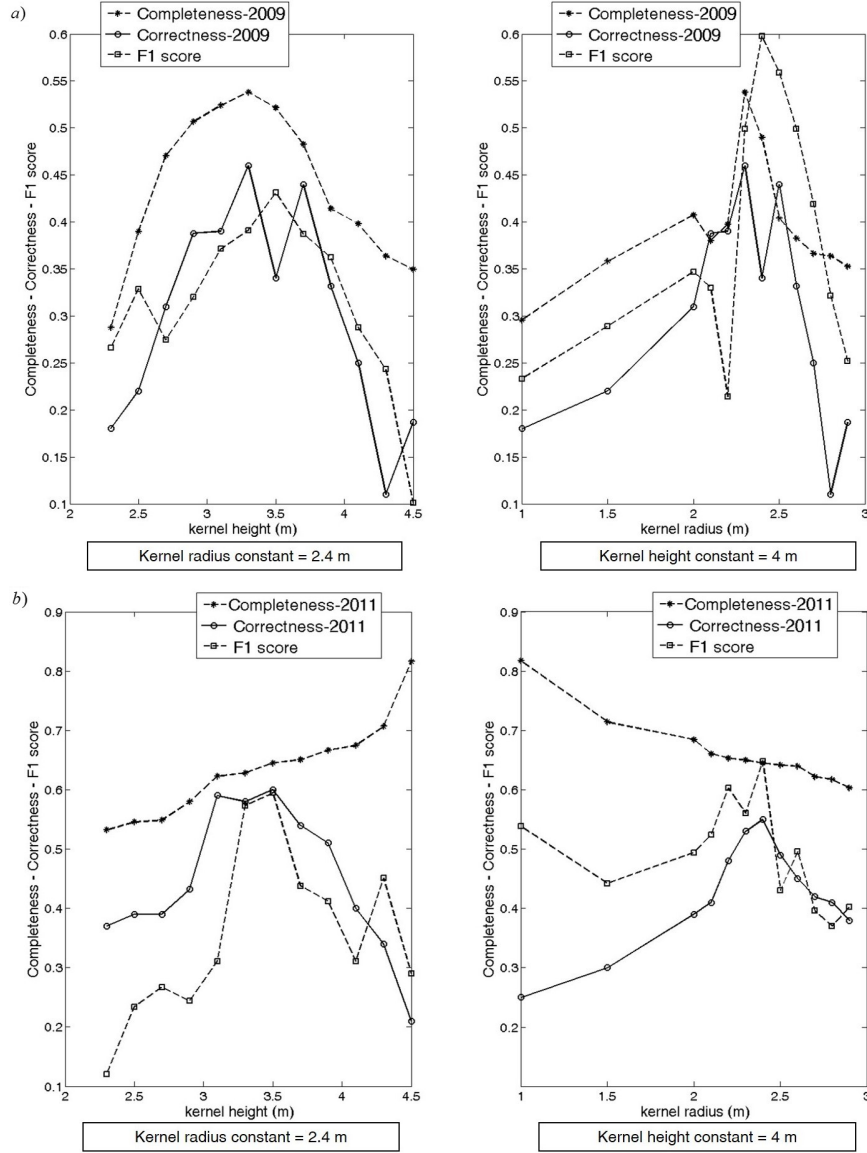 a)
Completeness-2009
Correctness-2009
F1 score
Completeness - Correctness - F1 score
0.6
0.55
0.5
0.45
0.4
0.35
0.3
0.25
0.2
0.15
0.1
2
2.5
3
3.5
4
4.5
kernel height (m)
Kernel radius constant = 2.4 m
Completeness-2009
Correctness-2009
F1 score
Completeness - Correctness - F1 score
0.6
0.55
0.5
0.45
0.4
0.35
0.3
0.25
0.2
0.15
0.1
1
1.5
2
2.5
3
kernel radius (m)
Kernel height constant = 4 m
b)
Completeness-2011
Correctness-2011
F1 score
Completeness - Correctness - F1 score
0.9
0.8
0.7
0.6
0.5
0.4
0.3
0.2
0.1
2
2.5
3
3.5
4
4.5
kernel height (m)
Kernel radius constant = 2.4 m
Completeness-2011
Correctness-2011
F1 score
Completeness - Correctness - F1 score
0.9
0.8
0.7
0.6
0.5
0.4
0.3
0.2
1
1.5
2
2.5
3
kernel radius (m)
Kernel height constant = 4 m